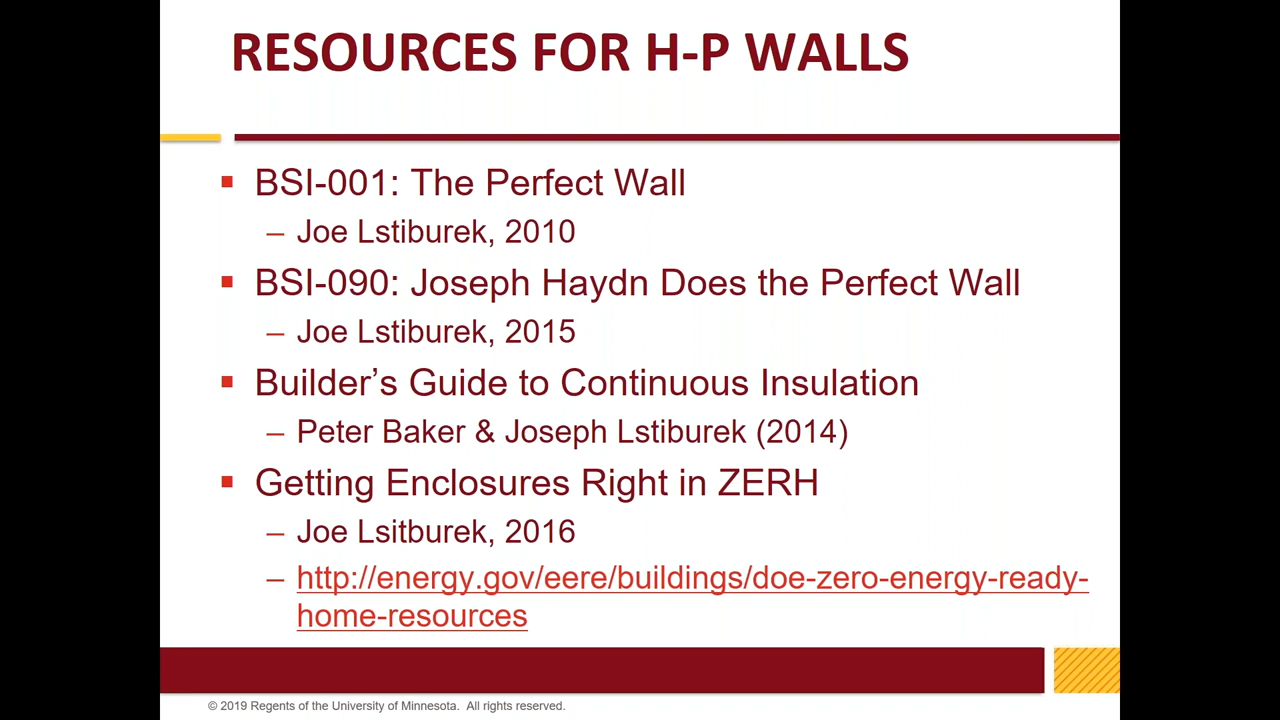 RESOURCES FOR H-P WALLS
▪ BSI-001: The Perfect Wall
– Joe Lstiburek, 2010
▪ BSI-090: Joseph Haydn Does the Perfect Wall
– Joe Lstiburek, 2015
▪ Builder’s Guide to Continuous Insulation
– Peter Baker & Joseph Lstiburek (2014)
▪ Getting Enclosures Right in ZERH
– Joe Lsitburek, 2016
– http://energy.gov/eere/buildings/doe-zero-energy-ready-
home-resources
© 2019 Regents of the University of Minnesota. All rights reserved.